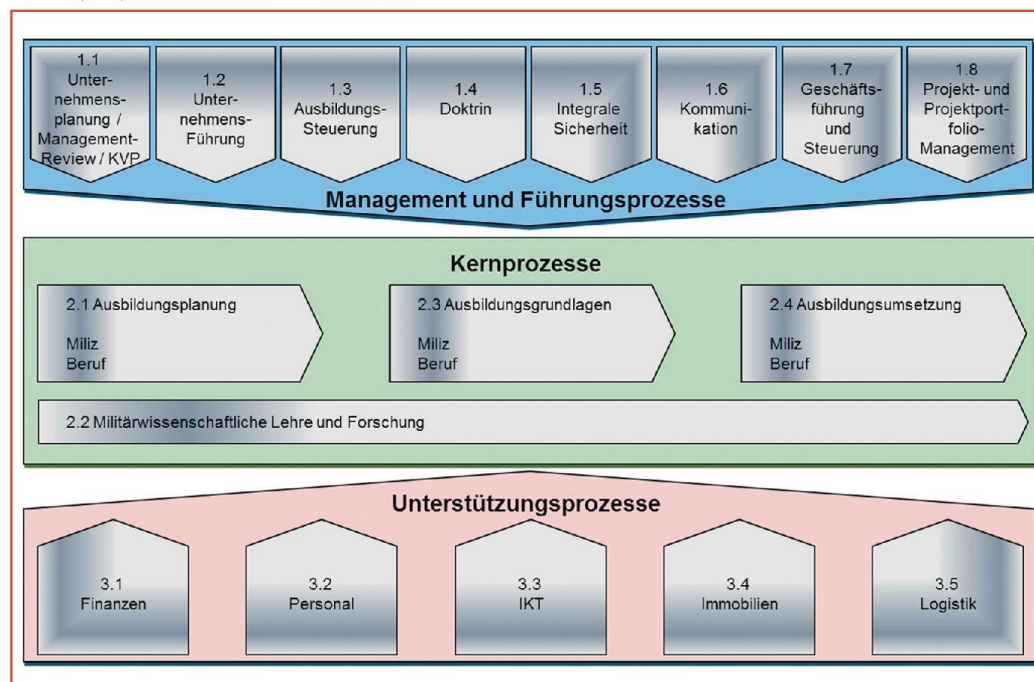 1.1
Unter-
nehmens-
planung /
Management-
Review / KVP
1.2
Unter-
nehmens-
Führung
1.3
Ausbildungs-
Steuerung
1.4
Doktrin
1.5
Integrale
Sicherheit
1.6
Kommuni-
kation
1.7
Geschäfts-
führung
und
Steuerung
1.8
Projekt- und
Projektport-
folio-
Management
Management und Führungsprozesse
Kernprozesse
2.1 Ausbildungsplanung
Miliz
Beruf
2.3 Ausbildungsgrundlagen
Miliz
Beruf
2.4 Ausbildungsumsetzung
Miliz
Beruf
2.2 Militärwissenschaftliche Lehre und Forschung
Unterstützungsprozesse
3.1
Finanzen
3.2
Personal
3.3
IKT
3.4
Immobilien
3.5
Logistik